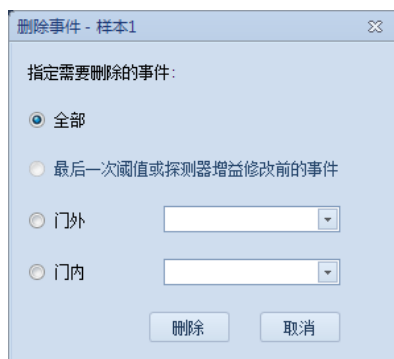 删除事件 - 样本1
指定需要删除的事件:
全部
最后一次阈值或探测器增益修改前的事件
门外
门内
删除 取消